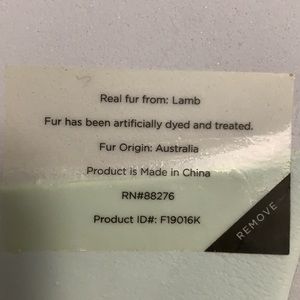 Real fur from: Lamb
Fur has been artificially dyed and treated.
Fur Origin: Australia
Product is Made in China
RN#88276
Product ID#: F19016K
REMOVE